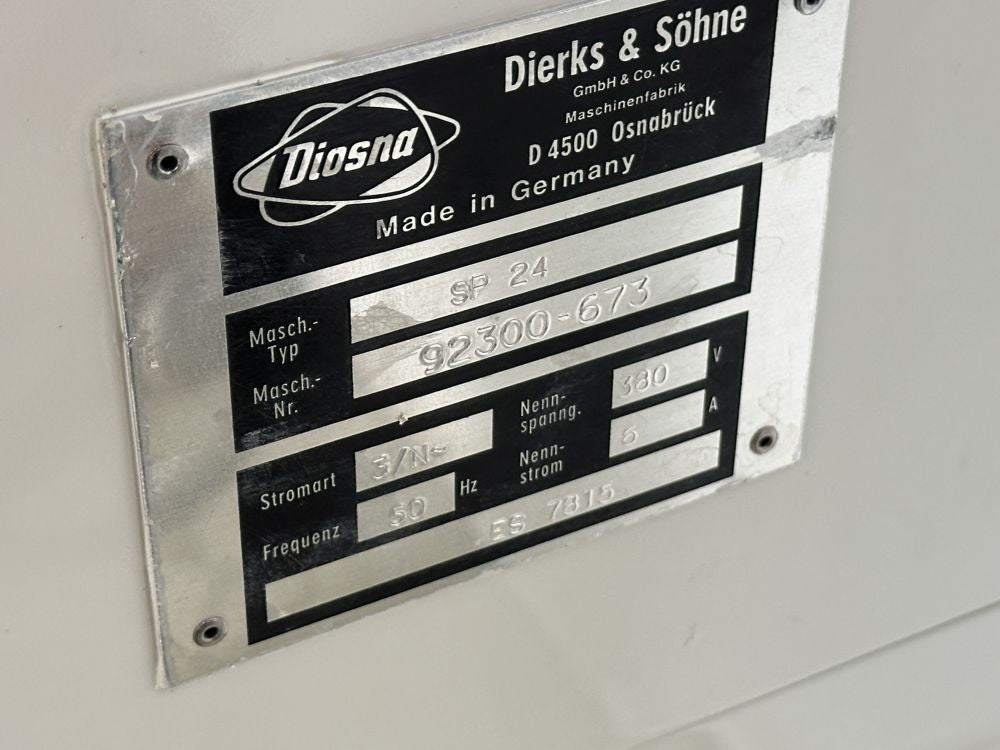 Diosna
Dierks & Söhne
GmbH & Co. KG
Maschinenfabrik
D 4500 Osnabrück
Made in Germany
Masch.-
Typ
SP 24
Masch.-
Nr.
92300-673
Stromart
3/N~
Nenn-
spanng.
380
V
Frequenz
50
Hz
Nenn-
strom
6
A
ES 7815